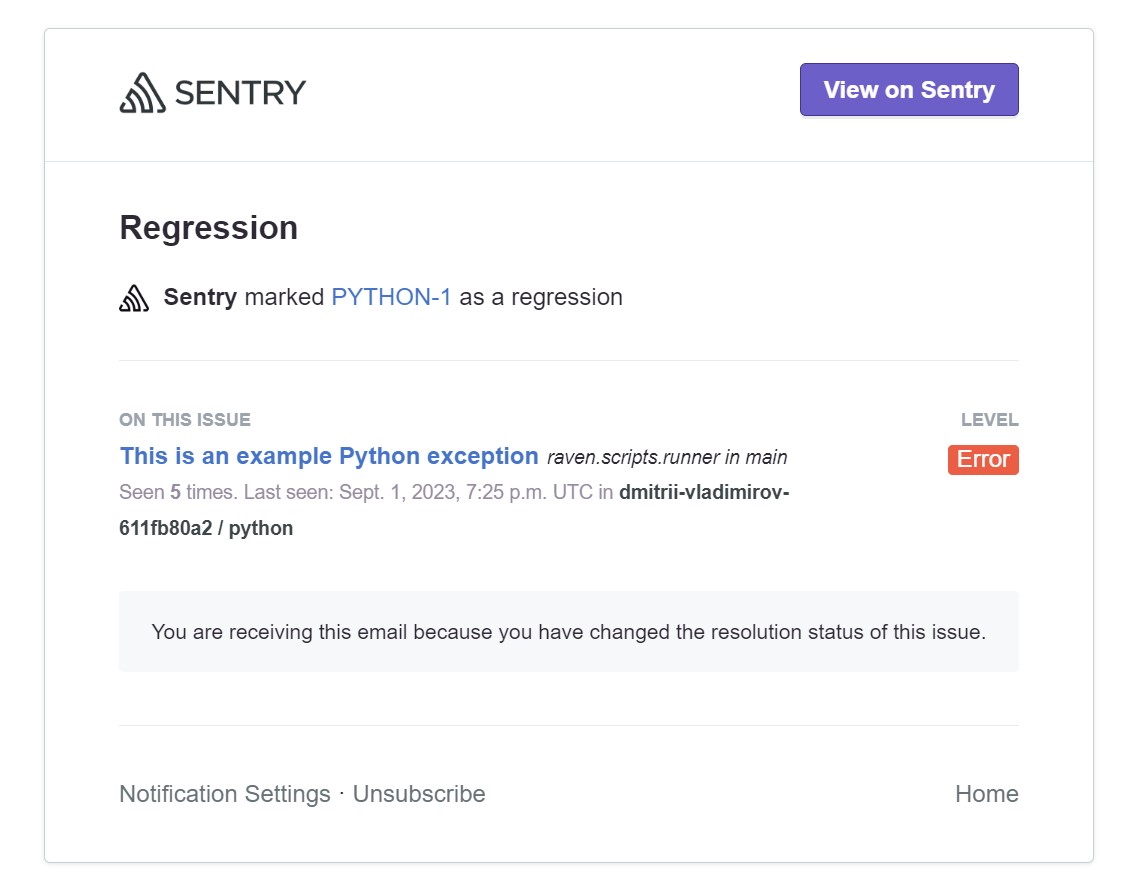 SENTRY
View on Sentry
Regression
Sentry marked PYTHON-1 as a regression
ON THIS ISSUE
LEVEL
This is an example Python exception raven.scripts.runner in main
Error
Seen 5 times. Last seen: Sept. 1, 2023, 7:25 p.m. UTC in dmitrii-vladimirov-
611fb80a2 / python
You are receiving this email because you have changed the resolution status of this issue.
Notification Settings · Unsubscribe
Home